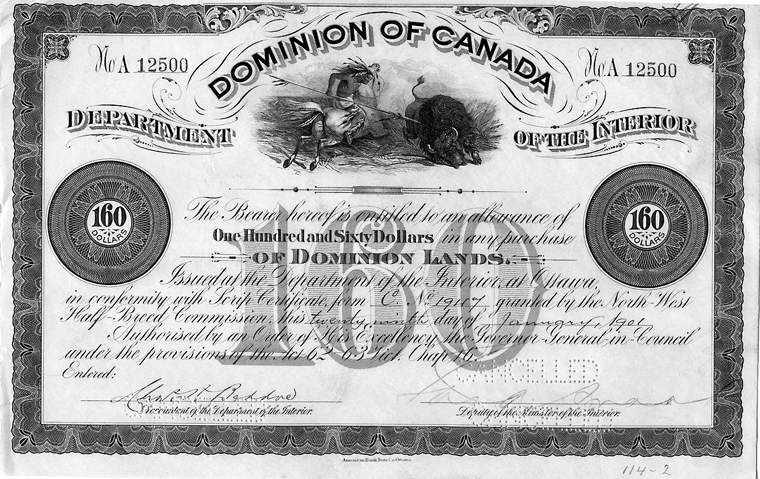 DOMINION OF CANADA
No A 12500
No A 12500
DEPARTMENT OF THE INTERIOR
160 DOLLARS
160 DOLLARS
160
The Bearer hereof is entitled to an allowance of
One Hundred and Sixty Dollars in any purchase
OF DOMINION LANDS.
Issued at the Department of the Interior, at Ottawa,
in conformity with Scrip Certificate, form C No granted by the North-West
Half-Breed Commission, this twenty ninth day of January, 1901
Authorised by an Order of His Excellency the Governor-General-in-Council
under the provisions of the Act 62-63 Vict. Chap 16.
Entered:
CANCELLED
Accountant of the Department of the Interior.
Deputy of the Minister of the Interior.
American Bank Note Co. Ottawa.
114-2